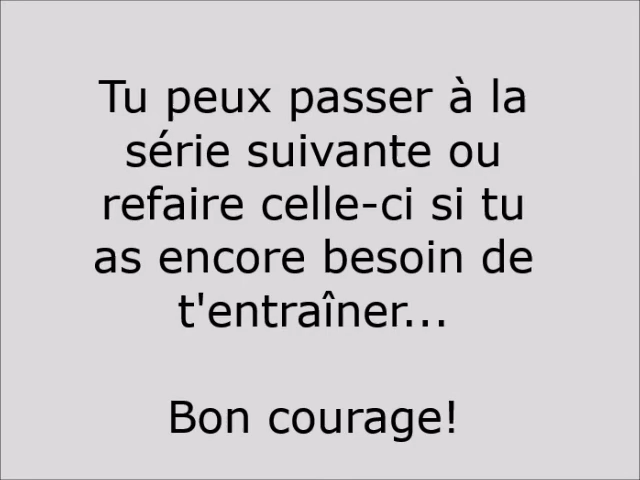 Tu peux passer à la
série suivante ou
refaire celle-ci si tu
as encore besoin de
t'entraîner...
Bon courage!